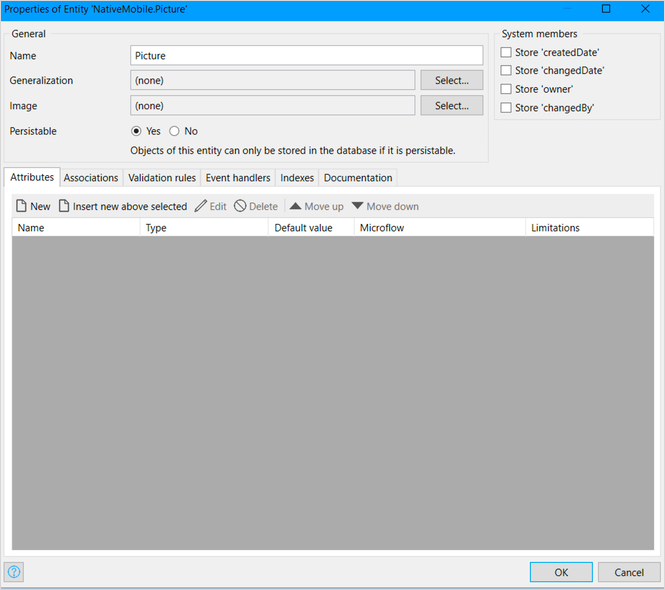 Properties of Entity 'NativeMobile.Picture'
General
Name
Picture
Generalization
(none)
Select...
Image
(none)
Select...
Persistable
Yes
No
Objects of this entity can only be stored in the database if it is persistable.
System members
Store 'createdDate'
Store 'changedDate'
Store 'owner'
Store 'changedBy'
Attributes Associations Validation rules Event handlers Indexes Documentation
New Insert new above selected Edit Delete Move up Move down
Name Type Default value Microflow Limitations
? OK Cancel